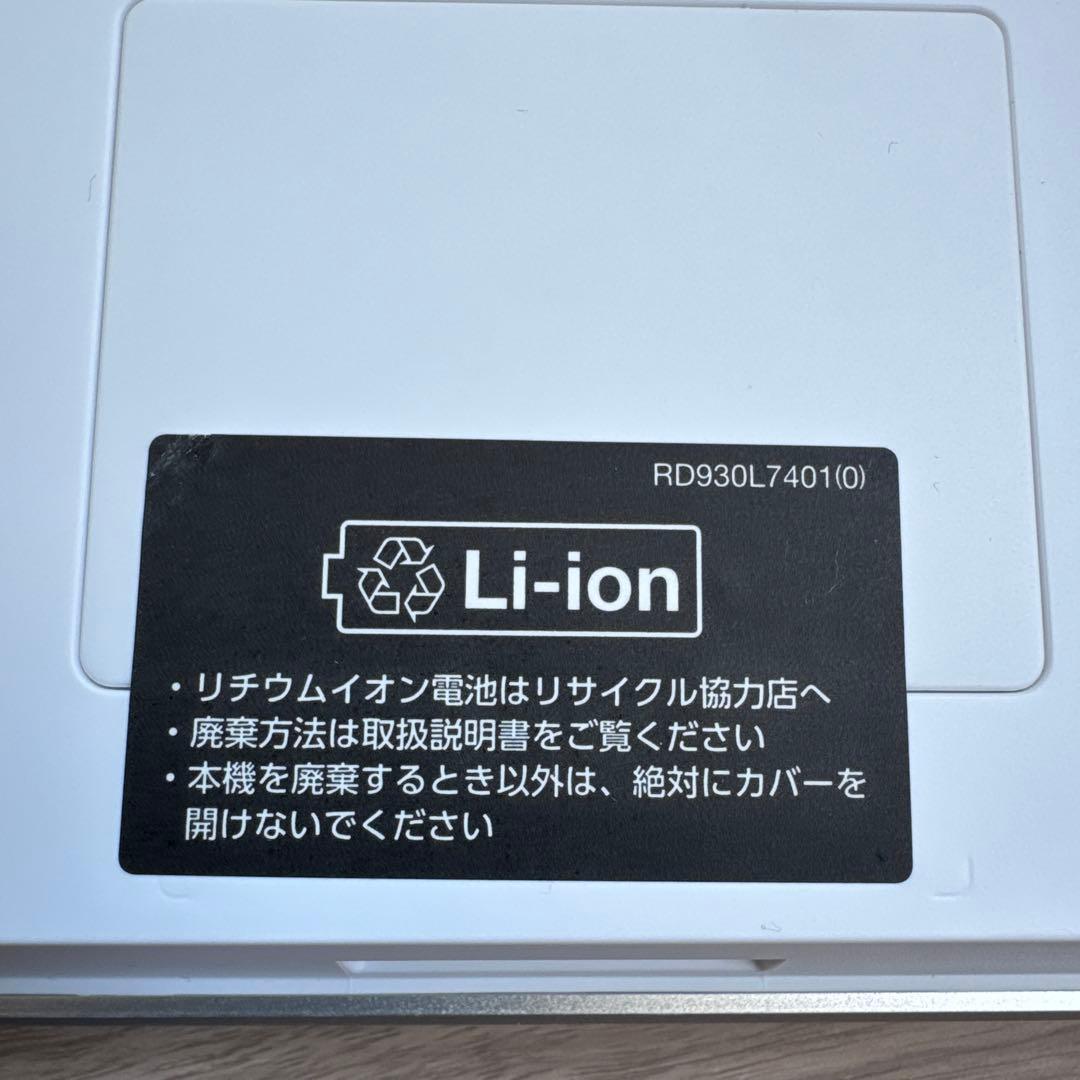 RD930L7401(0)
Li-ion
・リチウムイオン電池はリサイクル協力店へ
・廃棄方法は取扱説明書をご覧ください
・本機を廃棄するとき以外は、絶対にカバーを
開けないでください